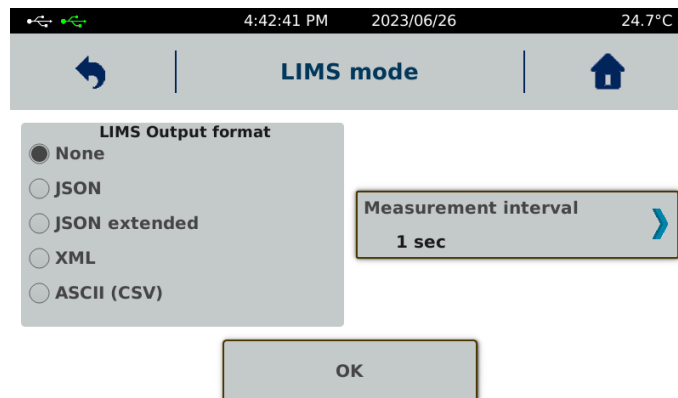 4:42:41 PM 2023/06/26 24.7°C
LIMS mode
LIMS Output format
None
JSON
JSON extended
XML
ASCII (CSV)
Measurement interval
1 sec
OK